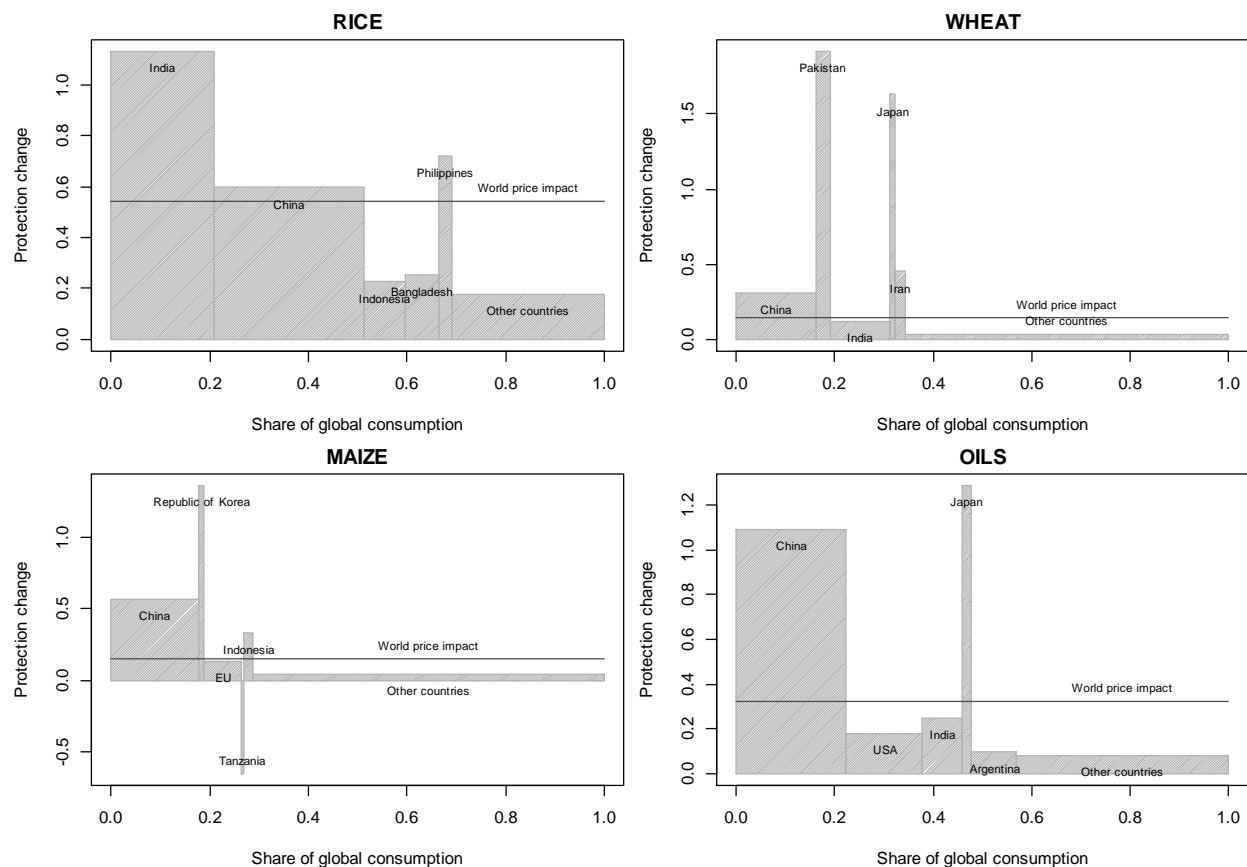 RICE
Protection change
1.0
0.8
0.6
0.4
0.2
0.0
India
China
Indonesia
Bangladesh
Philippines
World price impact
Other countries
0.0 0.2 0.4 0.6 0.8 1.0
Share of global consumption
WHEAT
Protection change
1.5
1.0
0.5
0.0
China
Pakistan
India
Japan
Iran
World price impact
Other countries
0.0 0.2 0.4 0.6 0.8 1.0
Share of global consumption
MAIZE
Protection change
1.0
0.5
0.0
-0.5
China
Republic of Korea
EU
Tanzania
Indonesia
World price impact
Other countries
0.0 0.2 0.4 0.6 0.8 1.0
Share of global consumption
OILS
Protection change
1.2
1.0
0.8
0.6
0.4
0.2
0.0
China
USA
India
Japan
Argentina
World price impact
Other countries
0.0 0.2 0.4 0.6 0.8 1.0
Share of global consumption